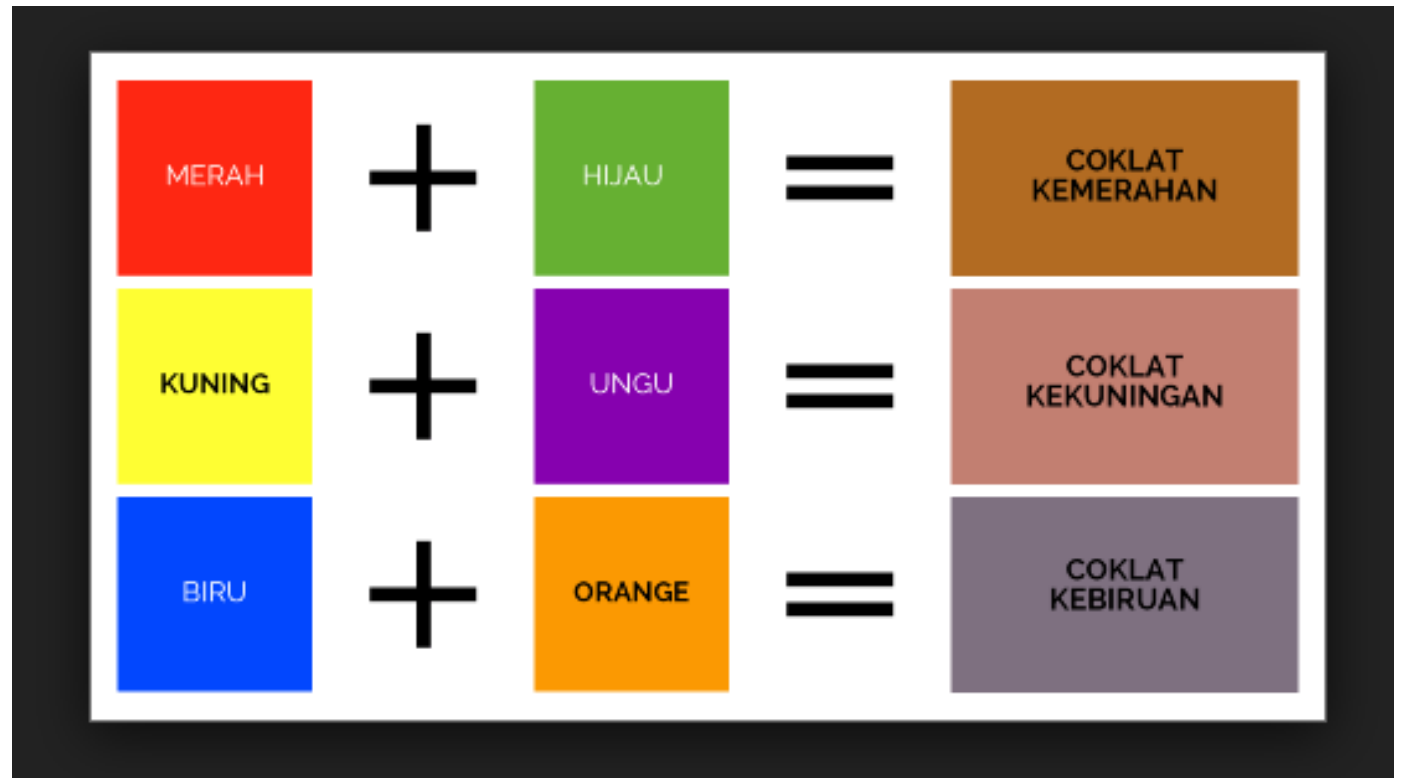 MERAH + HIJAU = COKLAT
KEMERAHAN
KUNING + UNGU = COKLAT
KEKUNINGAN
BIRU + ORANGE = COKLAT
KEBIRUAN